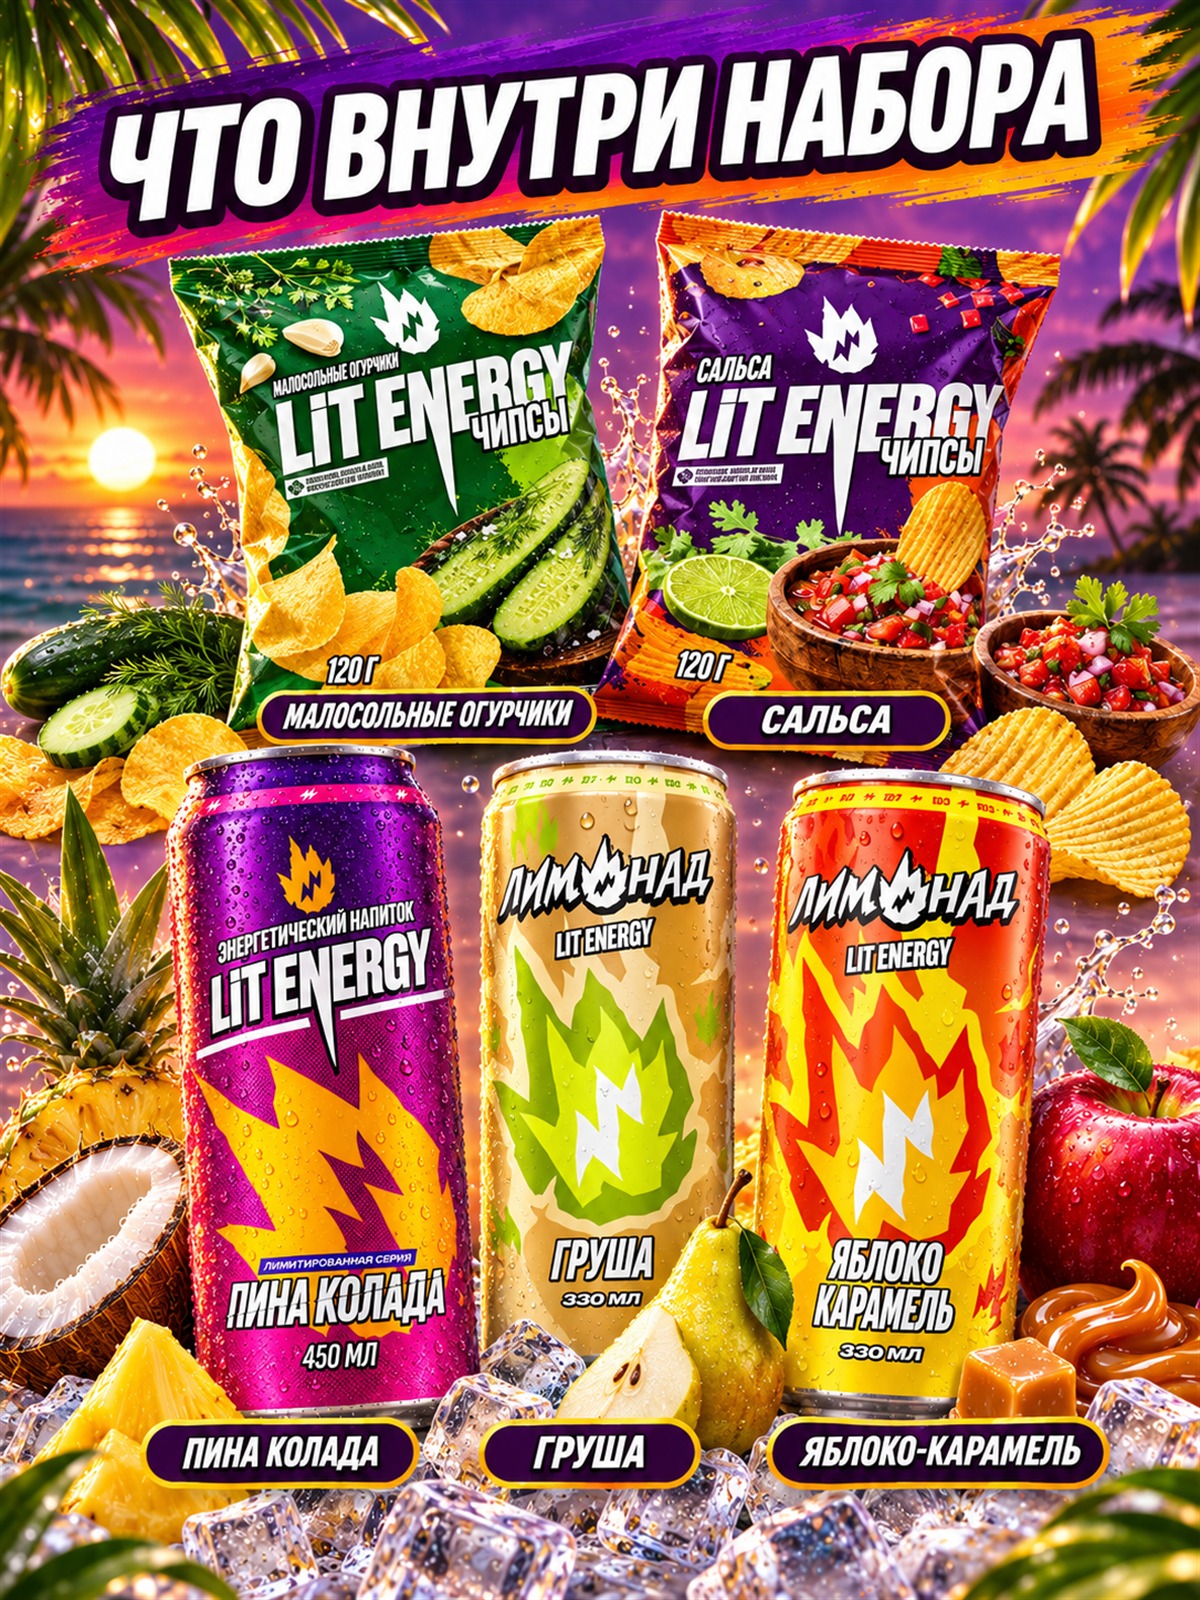 ЧТО ВНУТРИ НАБОРА
МАЛОСОЛЬНЫЕ ОГУРЧИКИ
LIT ENERGY
ЧИПСЫ
120 Г
МАЛОСОЛЬНЫЕ ОГУРЧИКИ
САЛЬСА
LIT ENERGY
ЧИПСЫ
120 Г
САЛЬСА
ЭНЕРГЕТИЧЕСКИЙ НАПИТОК
LIT ENERGY
ЛИМИТИРОВАННАЯ СЕРИЯ
ПИНА КОЛАДА
450 МЛ
ПИНА КОЛАДА
ЛИМОНАД
LIT ENERGY
ГРУША
330 МЛ
ГРУША
ЛИМОНАД
LIT ENERGY
ЯБЛОКО
КАРАМЕЛЬ
330 МЛ
ЯБЛОКО-КАРАМЕЛЬ